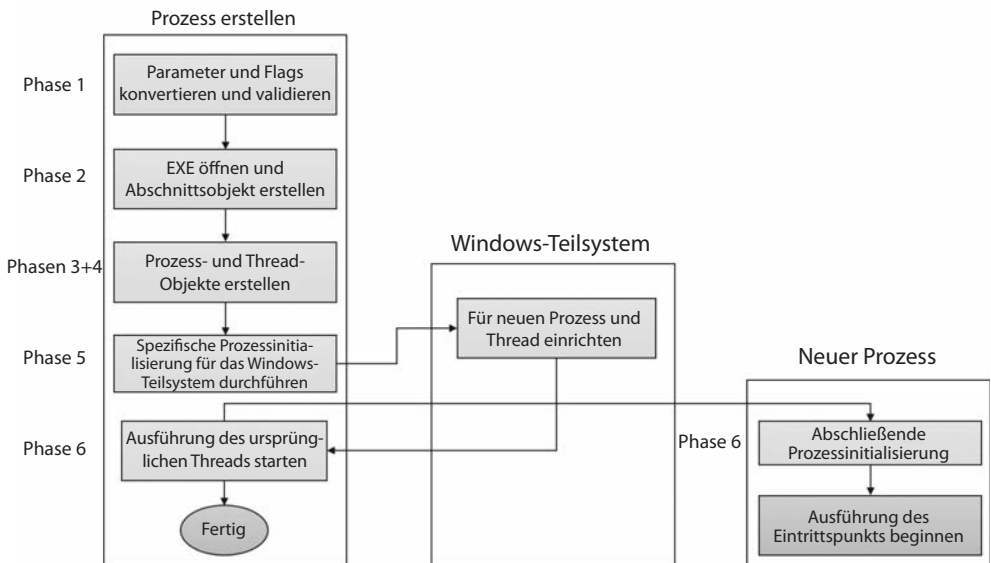 Prozess erstellen
Phase 1
Parameter und Flags
konvertieren und validieren
Phase 2
EXE öffnen und
Abschnittsobjekt erstellen
Phasen 3+4
Prozess- und Thread-
Objekte erstellen
Phase 5
Spezifische Prozessinitia-
lisierung für das Windows-
Teilsystem durchführen
Phase 6
Ausführung des ursprüng-
lichen Threads starten
Fertig
Windows-Teilsystem
Für neuen Prozess und
Thread einrichten
Neuer Prozess
Phase 6
Abschließende
Prozessinitialisierung
Ausführung des
Eintrittspunkts beginnen